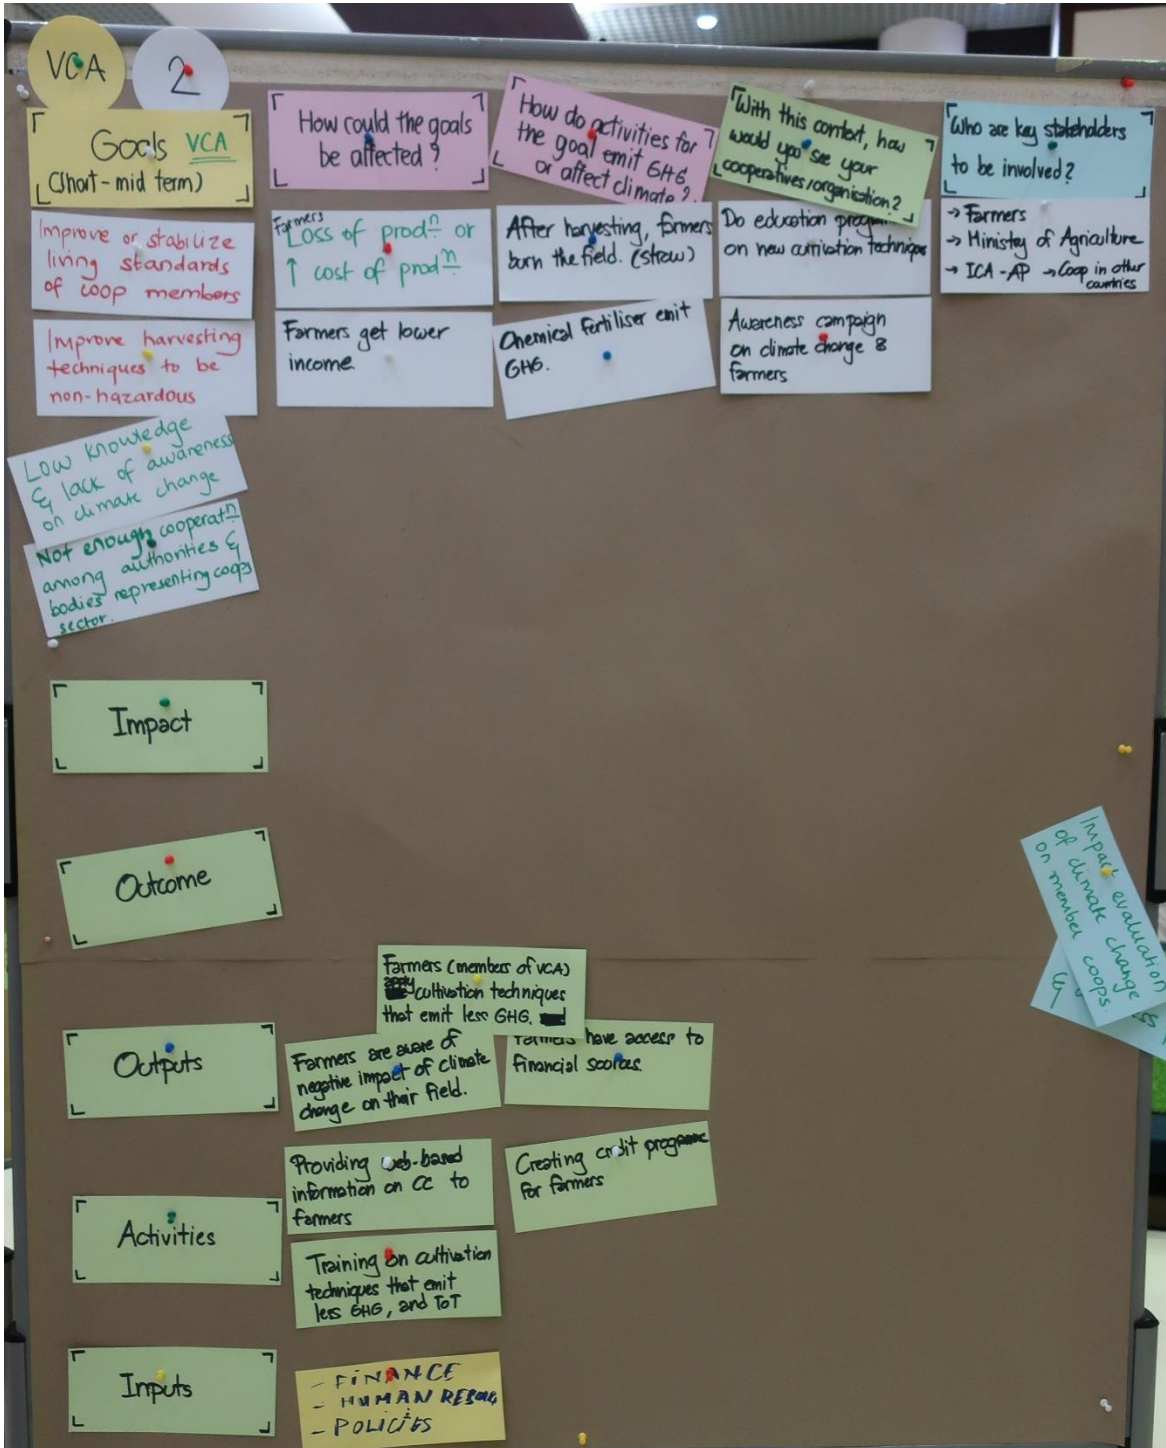 VCA
2
Goals VCA
(Short-mid term)
How could the goals
be affected?
How do activities for
the goal emit GHG
or affect climate?
With this context, how
would you see your
cooperatives/organisation?
Who are key stakeholders
to be involved?
Improve or stabilize
living standards
of coop members
Farmers
Loss of prodⁿ or
↑ cost of prodⁿ
After harvesting, farmers
burn the field. (straw)
Do education
on new cultivation technique
→ Farmers
→ Ministry of Agriculture
→ ICA-AP → Coop in other
countries
Improve harvesting
techniques to be
non-hazardous
Farmers get lower
income
Chemical fertiliser emit
GHG.
Awareness campaign
on climate change &
farmers
Low knowledge
& lack of awareness
on climate change
Not enough cooperatⁿ
among authorities &
bodies representing coops
sector.
Impact
Outcome
Impact evaluation
of climate change
on member coops.
&
Farmers (members of VCA)
apply cultivation techniques
that emit less GHG.
Outputs
Farmers are aware of
negative impact of climate
change on their field.
Farmers have access to
financial sources.
Activities
Providing web-based
information on CC to
farmers
Creating credit programme
for farmers
Training on cultivation
techniques that emit
less GHG, and ToT
Inputs
- FINANCE
- HUMAN
- POLICIES